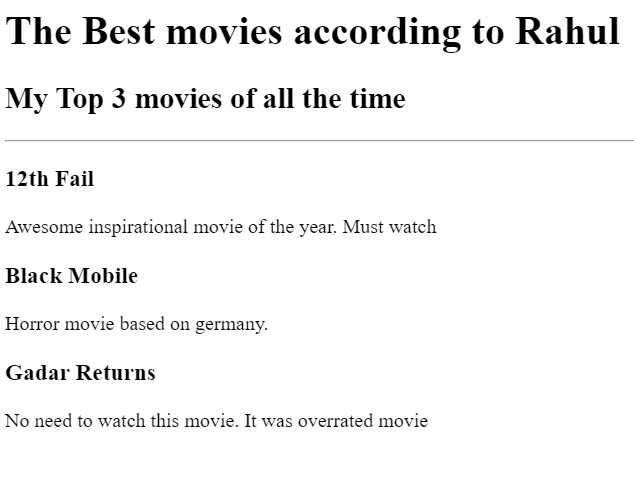 The Best movies according to Rahul
My Top 3 movies of all the time
12th Fail
Awesome inspirational movie of the year. Must watch
Black Mobile
Horror movie based on germany.
Gadar Returns
No need to watch this movie. It was overrated movie